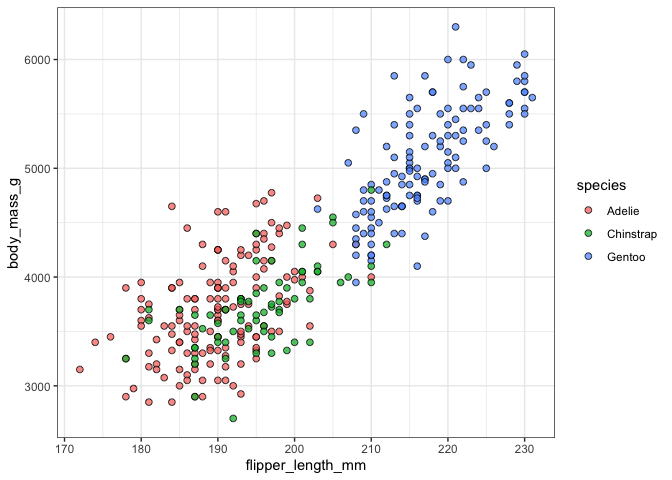 6000
5000
4000
3000
body_mass_g
170
180
190
200
210
220
230
flipper_length_mm
species
Adelie
Chinstrap
Gentoo